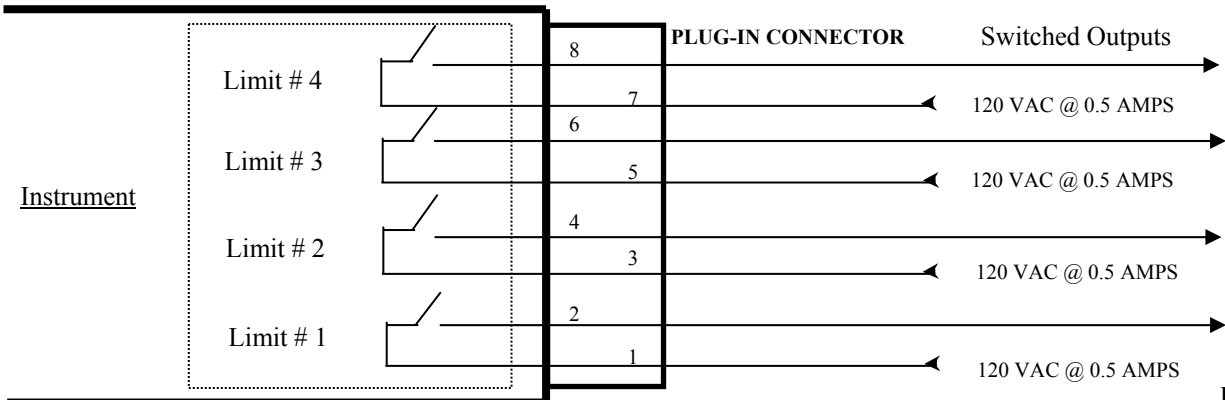 PLUG-IN CONNECTOR
Switched Outputs
8
Limit # 4
7
120 VAC @ 0.5 AMPS
6
Limit # 3
5
120 VAC @ 0.5 AMPS
Instrument
4
Limit # 2
3
120 VAC @ 0.5 AMPS
2
Limit # 1
1
120 VAC @ 0.5 AMPS